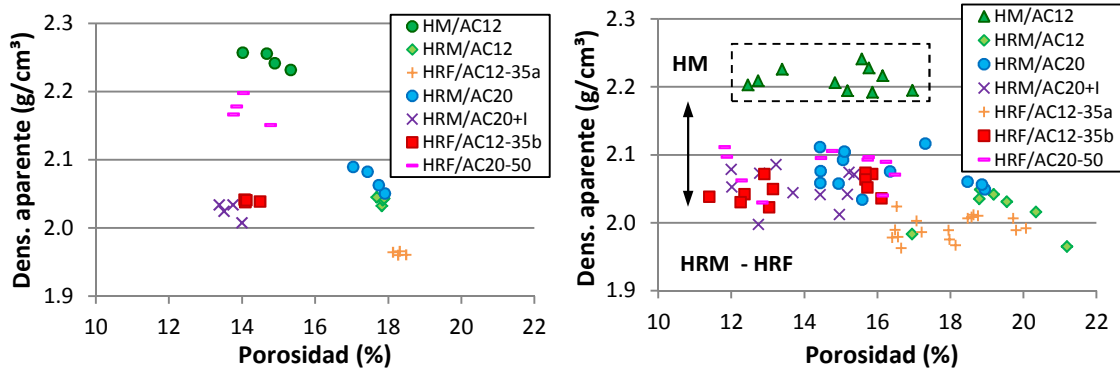 Dens. aparente (g/cm³)
2.3
2.2
2.1
2.0
1.9
10 12 14 16 18 20 22
Porosidad (%)
HM/AC12
HRM/AC12
HRF/AC12-35a
HRM/AC20
HRM/AC20+I
HRF/AC12-35b
HRF/AC20-50
Dens. aparente (g/cm³)
2.3
2.2
2.1
2.0
1.9
10 12 14 16 18 20 22
Porosidad (%)
HM
HRM - HRF
HM/AC12
HRM/AC12
HRM/AC20
HRM/AC20+I
HRF/AC12-35a
HRF/AC12-35b
HRF/AC20-50